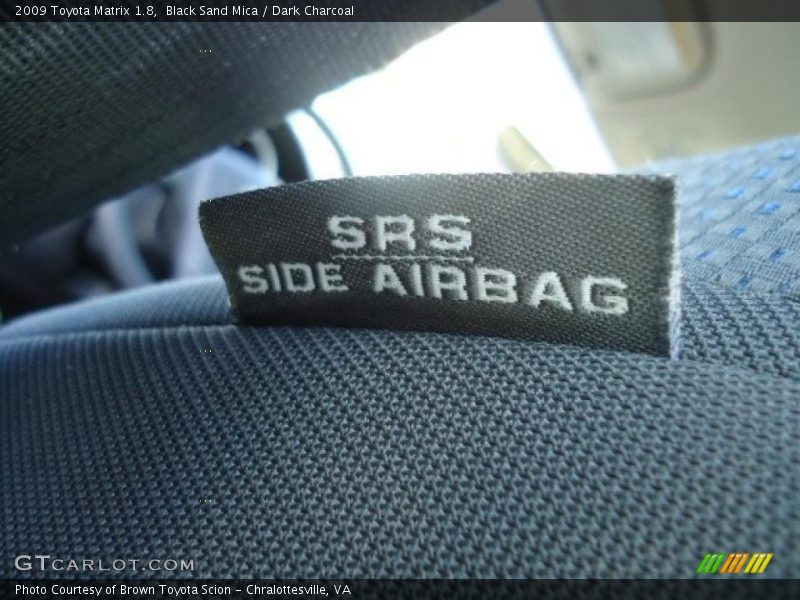 2009 Toyota Matrix 1.8, Black Sand Mica / Dark Charcoal
SRS
SIDE AIRBAG
GTCARLOT.COM
Photo Courtesy of Brown Toyota Scion - Chralottesville, VA